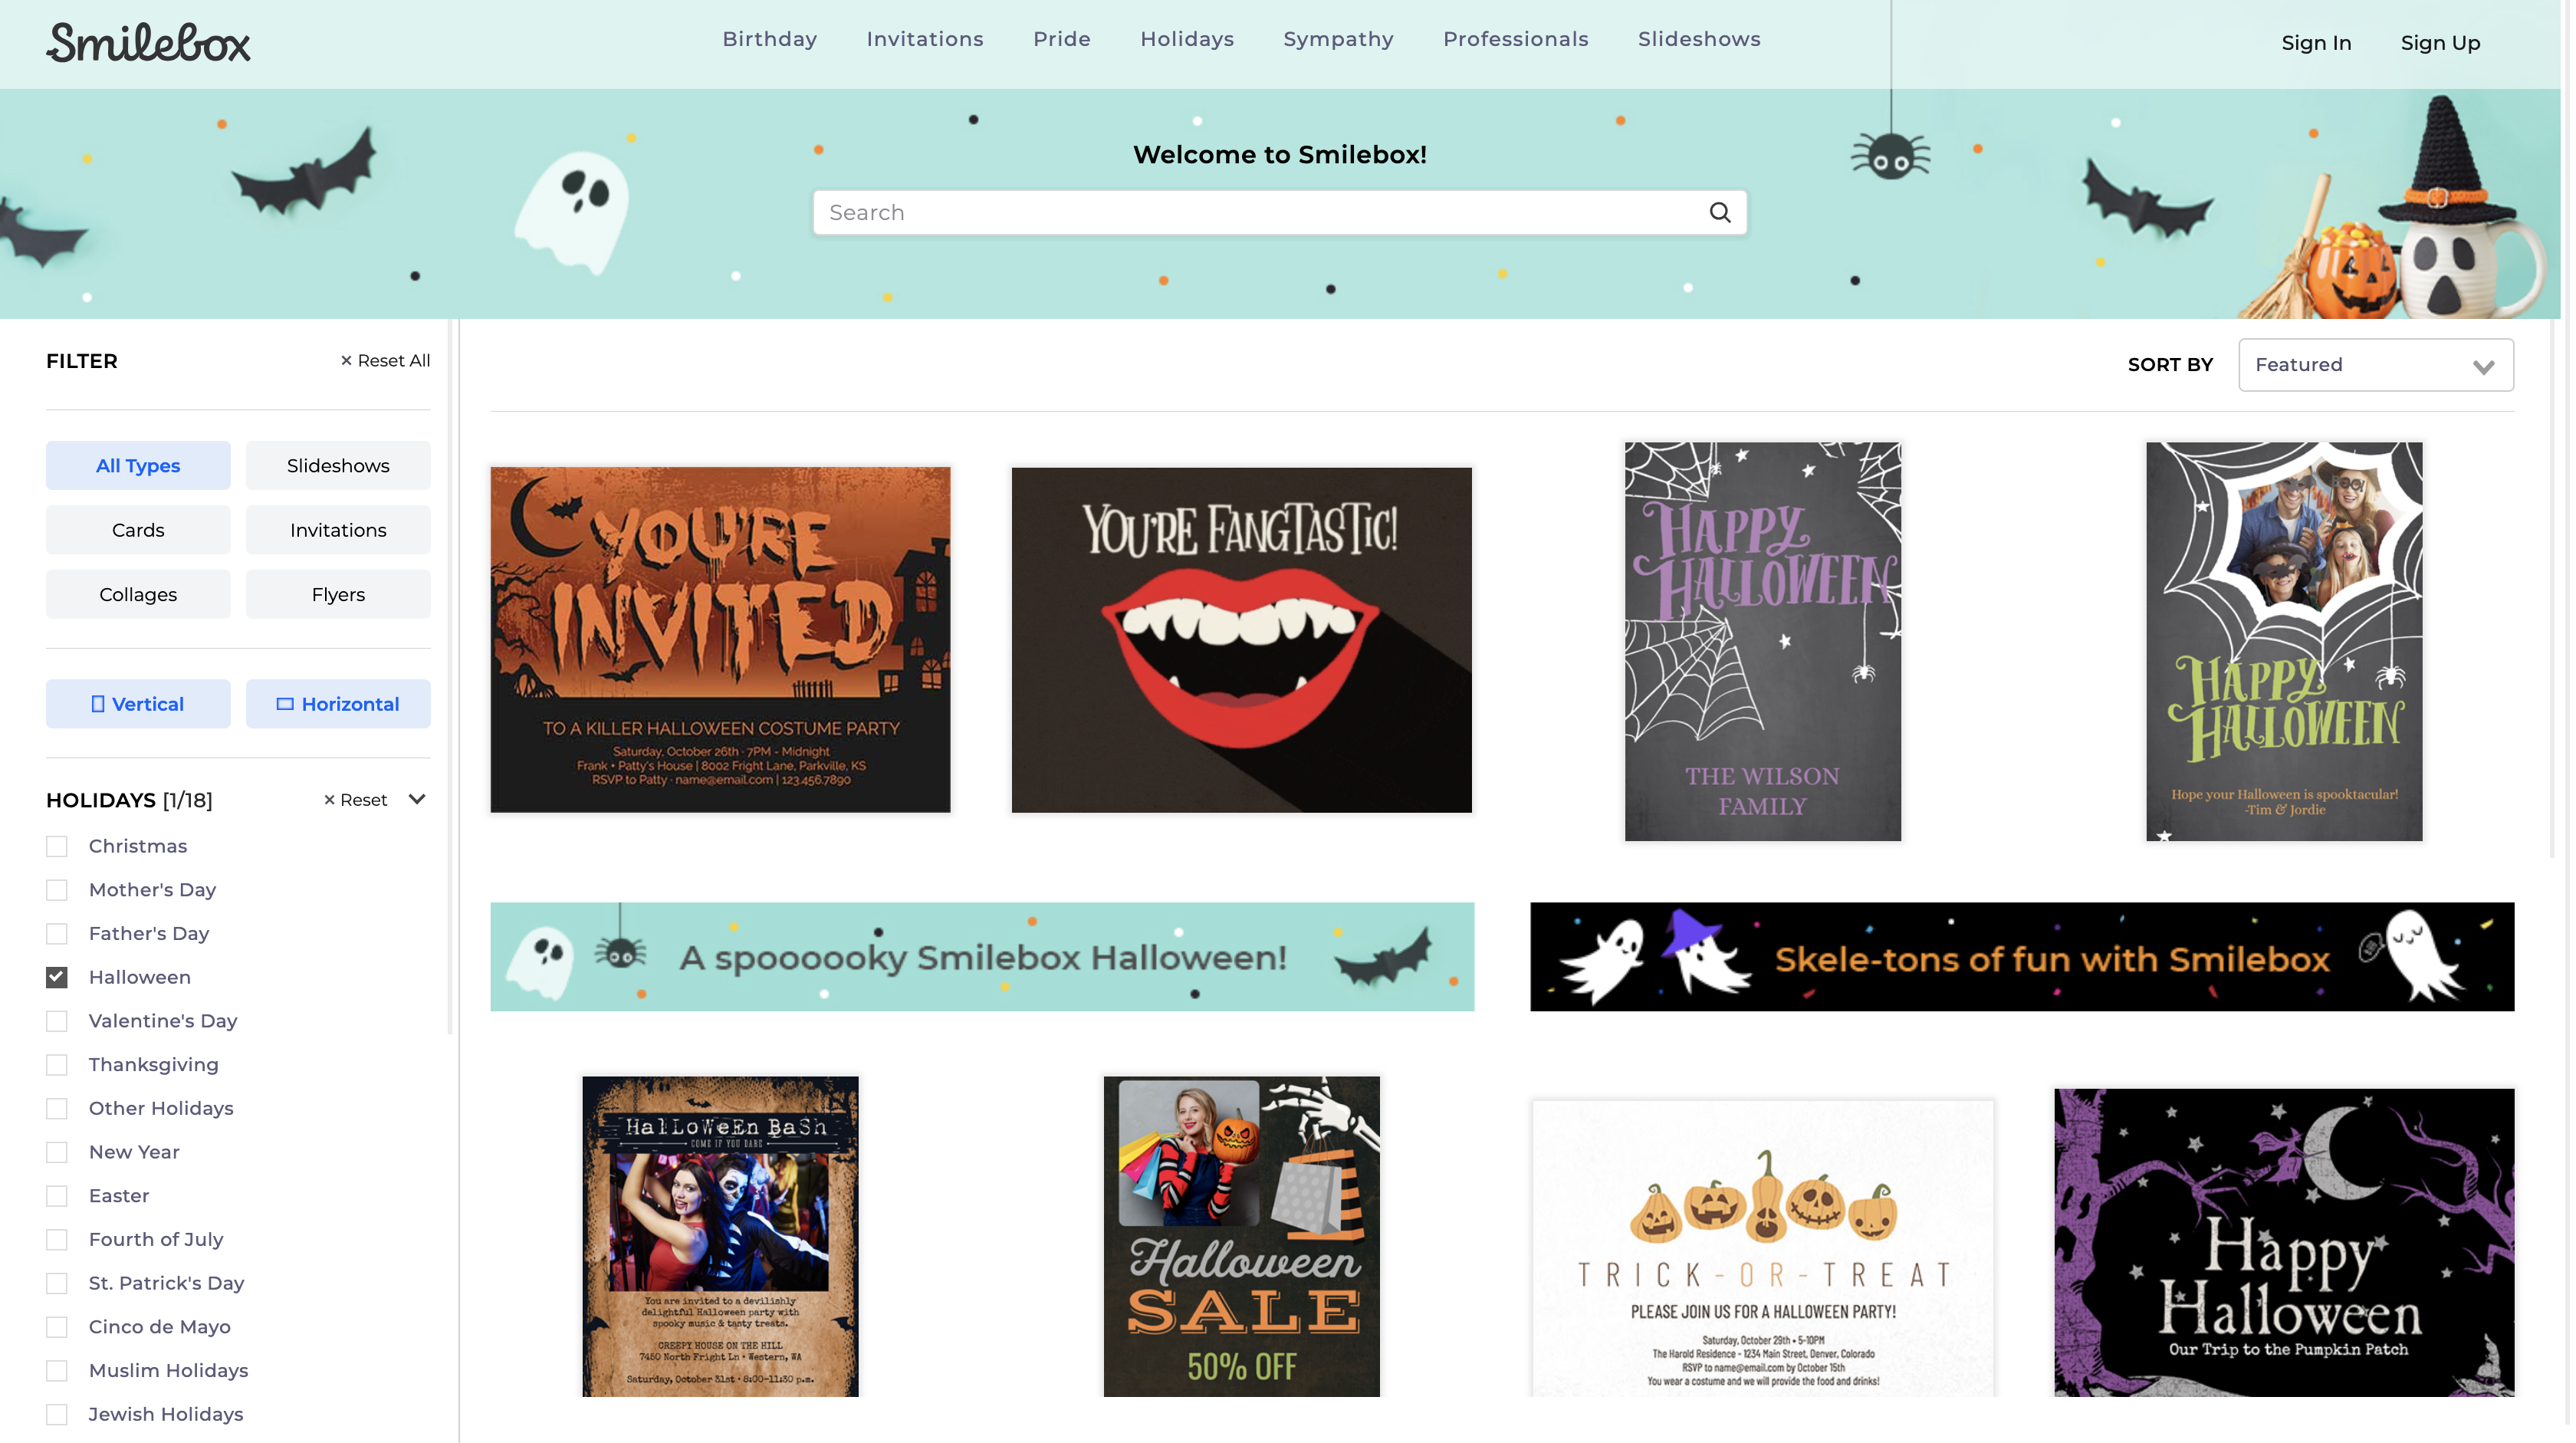 Smilebox
Birthday Invitations Pride Holidays Sympathy Professionals Slideshows
Sign In Sign Up
Welcome to Smilebox!
Search
FILTER
× Reset All
All Types
Slideshows
Cards
Invitations
Collages
Flyers
Vertical
Horizontal
HOLIDAYS [1/18]
× Reset
Christmas
Mother's Day
Father's Day
Halloween
Valentine's Day
Thanksgiving
Other Holidays
New Year
Easter
Fourth of July
St. Patrick's Day
Cinco de Mayo
Muslim Holidays
Jewish Holidays
SORT BY
Featured
YOU'RE
INVITED
TO A KILLER HALLOWEEN COSTUME PARTY
Saturday, October 26th · 7PM - Midnight
Frank • Patty's House | 8002 Fright Lane, Parkville, KS
RSVP to Patty · name@email.com | 123.456.7890
YOU'RE FANGTASTIC!
HAPPY
HALLOWEEN
THE WILSON
FAMILY
BOO!
HAPPY
HALLOWEEN
Hope your Halloween is spooktacular!
-Tim & Jordie
A spoooooky Smilebox Halloween!
Skele-tons of fun with Smilebox
HalloWeEn BaSh
COME IF YOU DARE
You are invited to a devilishly
delightful Halloween party with
spooky music & tasty treats.
CREEPY HOUSE ON THE HILL
7450 North Fright Ln • Western, WA
Saturday, October 31st • 8:00-11:30 p.m.
Halloween
SALE
50% OFF
TRICK-OR-TREAT
PLEASE JOIN US FOR A HALLOWEEN PARTY!
Saturday, October 29th • 5-10PM
The Harold Residence - 1234 Main Street, Denver, Colorado
RSVP to name@email.com by October 15th
You wear a costume and we will provide the food and drinks!
Happy
Halloween
Our Trip to the Pumpkin Patch